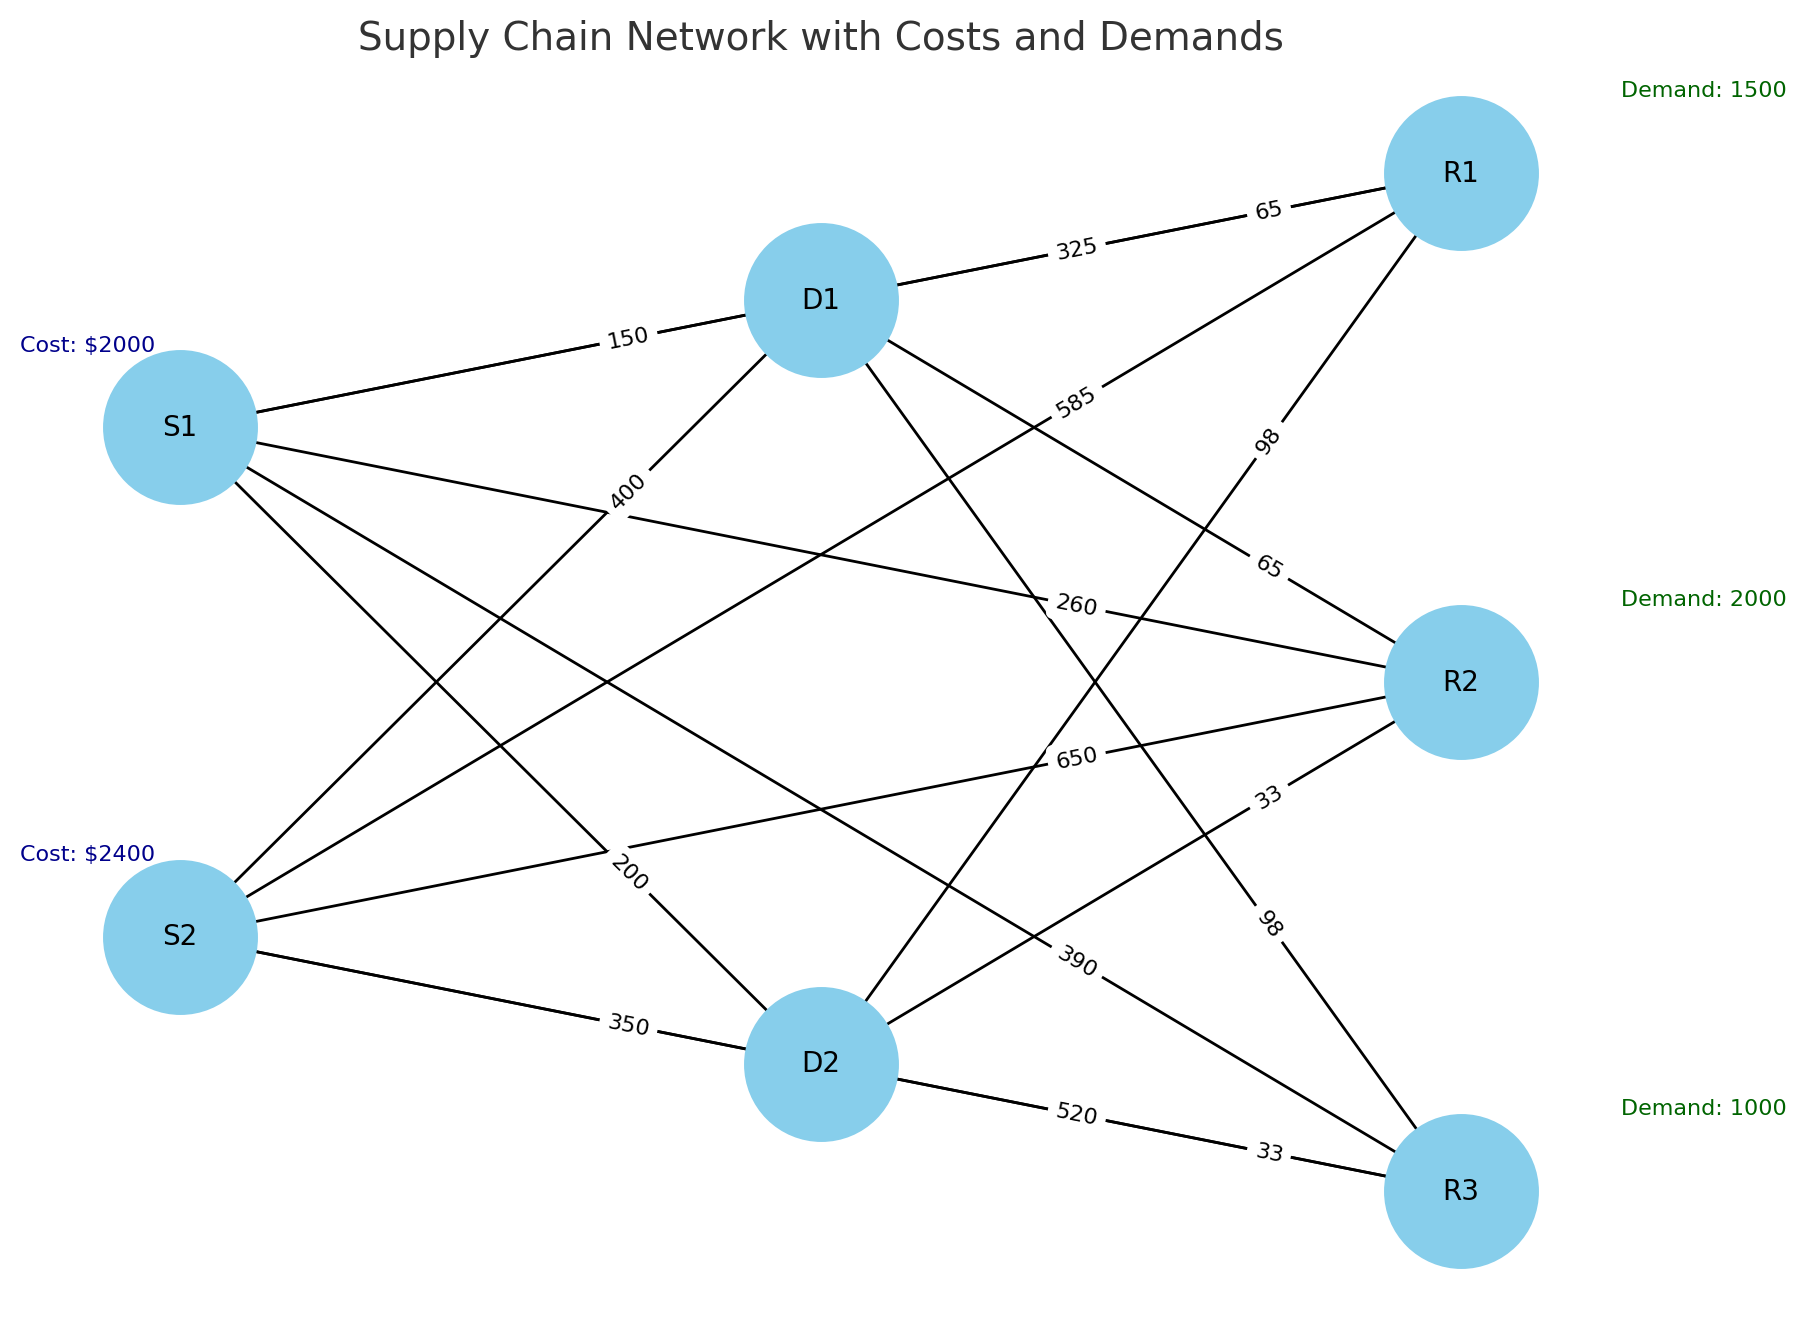 Supply Chain Network with Costs and Demands
Demand: 1500
R1
65
325
D1
150
Cost: $2000
S1
585
98
400
65
Demand: 2000
260
R2
650
33
Cost: $2400
200
S2
98
390
350
D2
Demand: 1000
520
33
R3